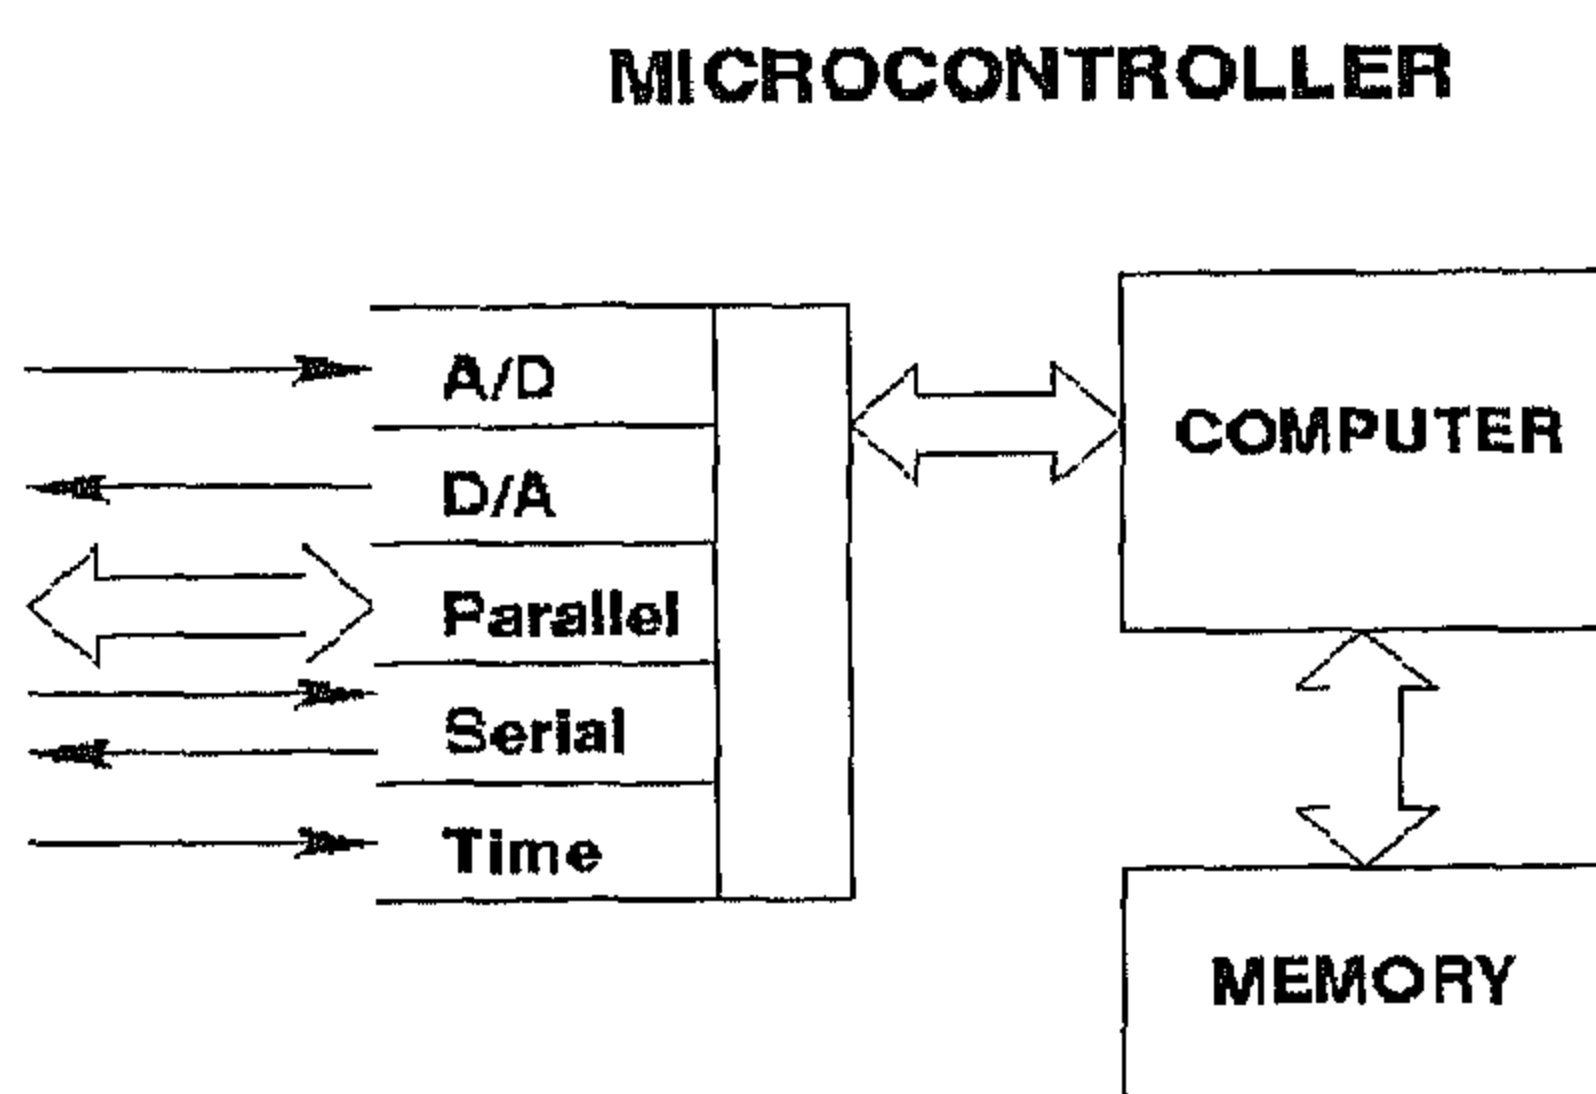 MICROCONTROLLER
A/D
D/A
Parallel
Serial
Time
COMPUTER
MEMORY